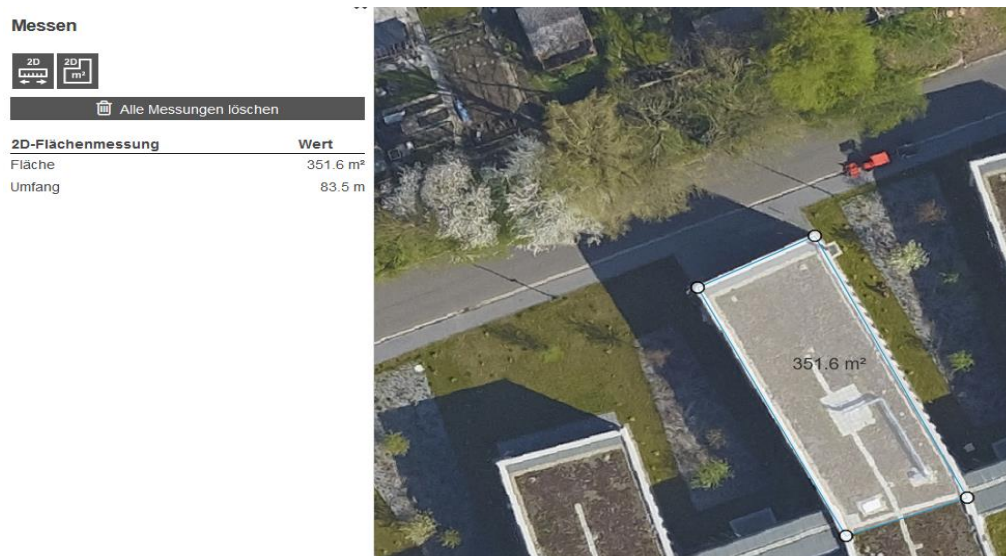 Messen
2D
2D
m²
Alle Messungen löschen
2D-Flächenmessung Wert
Fläche 351.6 m²
Umfang 83.5 m
351.6 m²